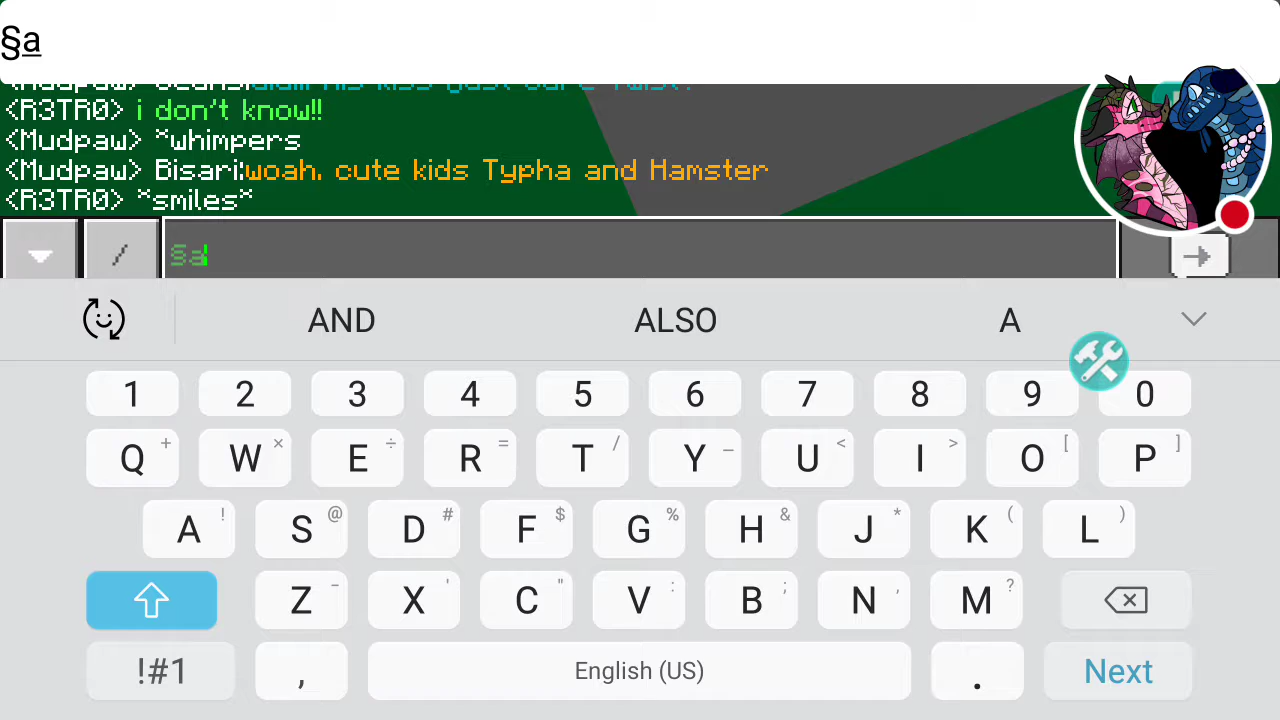 §a
<R3TR0> i don't know!!
<Mudpaw> *whimpers
<Mudpaw> Bisari:woah. cute kids Typha and Hamster
<R3TR0> *smiles*
/ §a
AND ALSO A
1 2 3 4 5 6 7 8 9 0
Q + W × E ÷ R = T / Y _ U < I > O [ P ]
A ! S @ D # F $ G % H & J * K ( L )
Z - X ' C " V : B ; N , M ?
!#1 , English (US) . Next